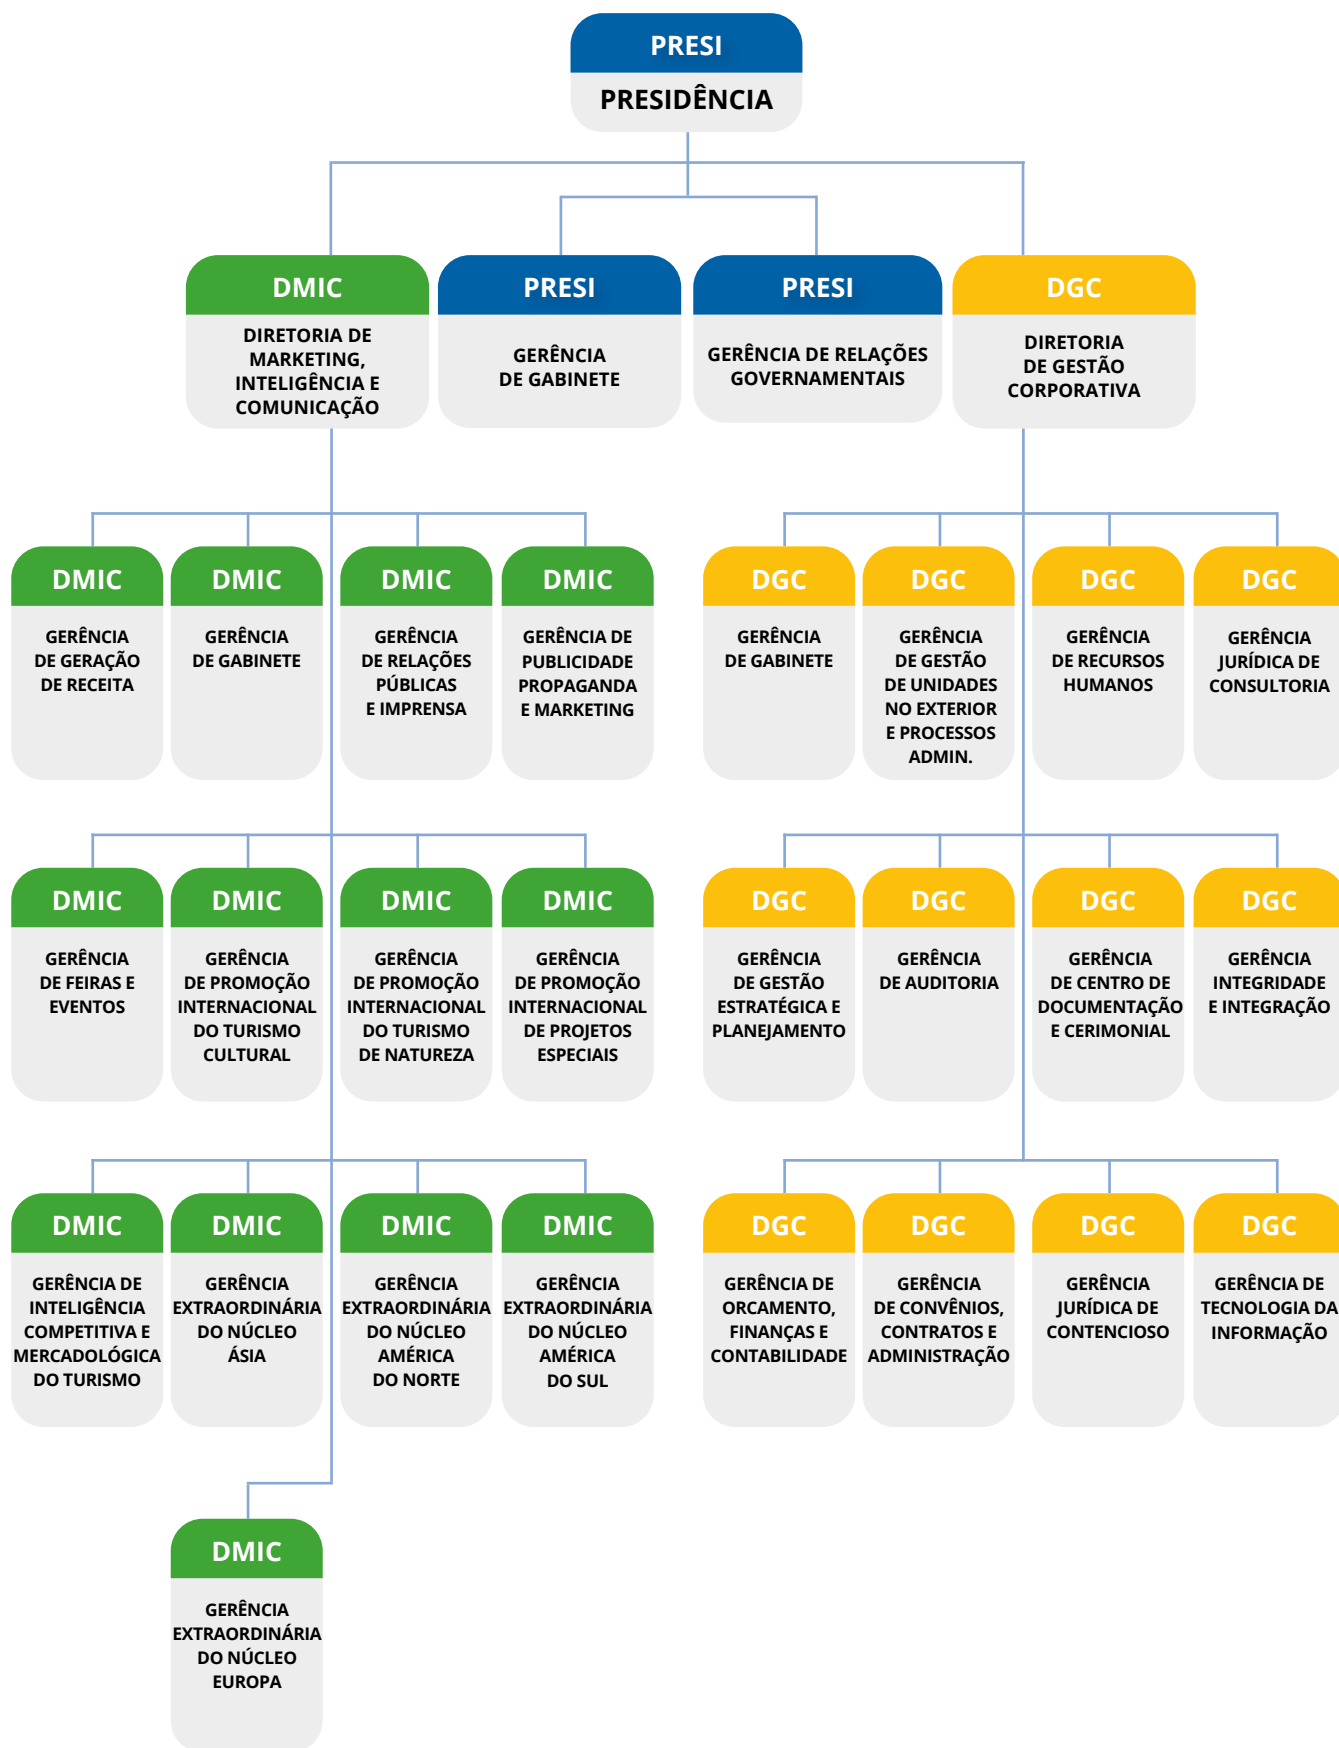 PRESI
PRESIDÊNCIA
DMIC
DIRETORIA DE
MARKETING,
INTELIGÊNCIA E
COMUNICAÇÃO
PRESI
GERÊNCIA
DE GABINETE
PRESI
GERÊNCIA DE RELAÇÕES
GOVERNAMENTAIS
DGC
DIRETORIA
DE GESTÃO
CORPORATIVA
DMIC
GERÊNCIA
DE GERAÇÃO
DE RECEITA
DMIC
GERÊNCIA
DE GABINETE
DMIC
GERÊNCIA
DE RELAÇÕES
PÚBLICAS
E IMPRENSA
DMIC
GERÊNCIA DE
PUBLICIDADE
PROPAGANDA
E MARKETING
DGC
GERÊNCIA
DE GABINETE
DGC
GERÊNCIA
DE GESTÃO
DE UNIDADES
NO EXTERIOR
E PROCESSOS
ADMIN.
DGC
GERÊNCIA
DE RECURSOS
HUMANOS
DGC
GERÊNCIA
JURÍDICA DE
CONSULTORIA
DMIC
GERÊNCIA
DE FEIRAS E
EVENTOS
DMIC
GERÊNCIA
DE PROMOÇÃO
INTERNACIONAL
DO TURISMO
CULTURAL
DMIC
GERÊNCIA
DE PROMOÇÃO
INTERNACIONAL
DO TURISMO
DE NATUREZA
DMIC
GERÊNCIA
DE PROMOÇÃO
INTERNACIONAL
DE PROJETOS
ESPECIAIS
DGC
GERÊNCIA
DE GESTÃO
ESTRATÉGICA E
PLANEJAMENTO
DGC
GERÊNCIA
DE AUDITORIA
DGC
GERÊNCIA
DE CENTRO DE
DOCUMENTAÇÃO
E CERIMONIAL
DGC
GERÊNCIA
INTEGRIDADE
E INTEGRAÇÃO
DMIC
GERÊNCIA DE
INTELIGÊNCIA
COMPETITIVA E
MERCADOLÓGICA
DO TURISMO
DMIC
GERÊNCIA
EXTRAORDINÁRIA
DO NÚCLEO
ÁSIA
DMIC
GERÊNCIA
EXTRAORDINÁRIA
DO NÚCLEO
AMÉRICA
DO NORTE
DMIC
GERÊNCIA
EXTRAORDINÁRIA
DO NÚCLEO
AMÉRICA
DO SUL
DGC
GERÊNCIA DE
ORCAMENTO,
FINANÇAS E
CONTABILIDADE
DGC
GERÊNCIA
DE CONVÊNIOS,
CONTRATOS E
ADMINISTRAÇÃO
DGC
GERÊNCIA
JURÍDICA DE
CONTENCIOSO
DGC
GERÊNCIA DE
TECNOLOGIA DA
INFORMAÇÃO
DMIC
GERÊNCIA
EXTRAORDINÁRIA
DO NÚCLEO
EUROPA